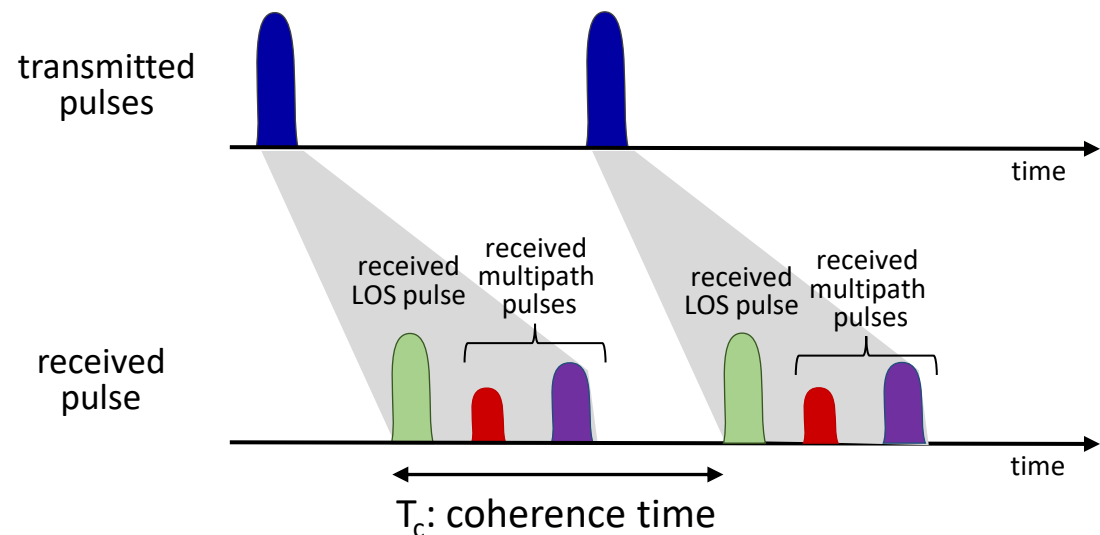 transmitted
pulses
time
received
LOS pulse
received
multipath
pulses
received
LOS pulse
received
multipath
pulses
received
pulse
time
Tc: coherence time